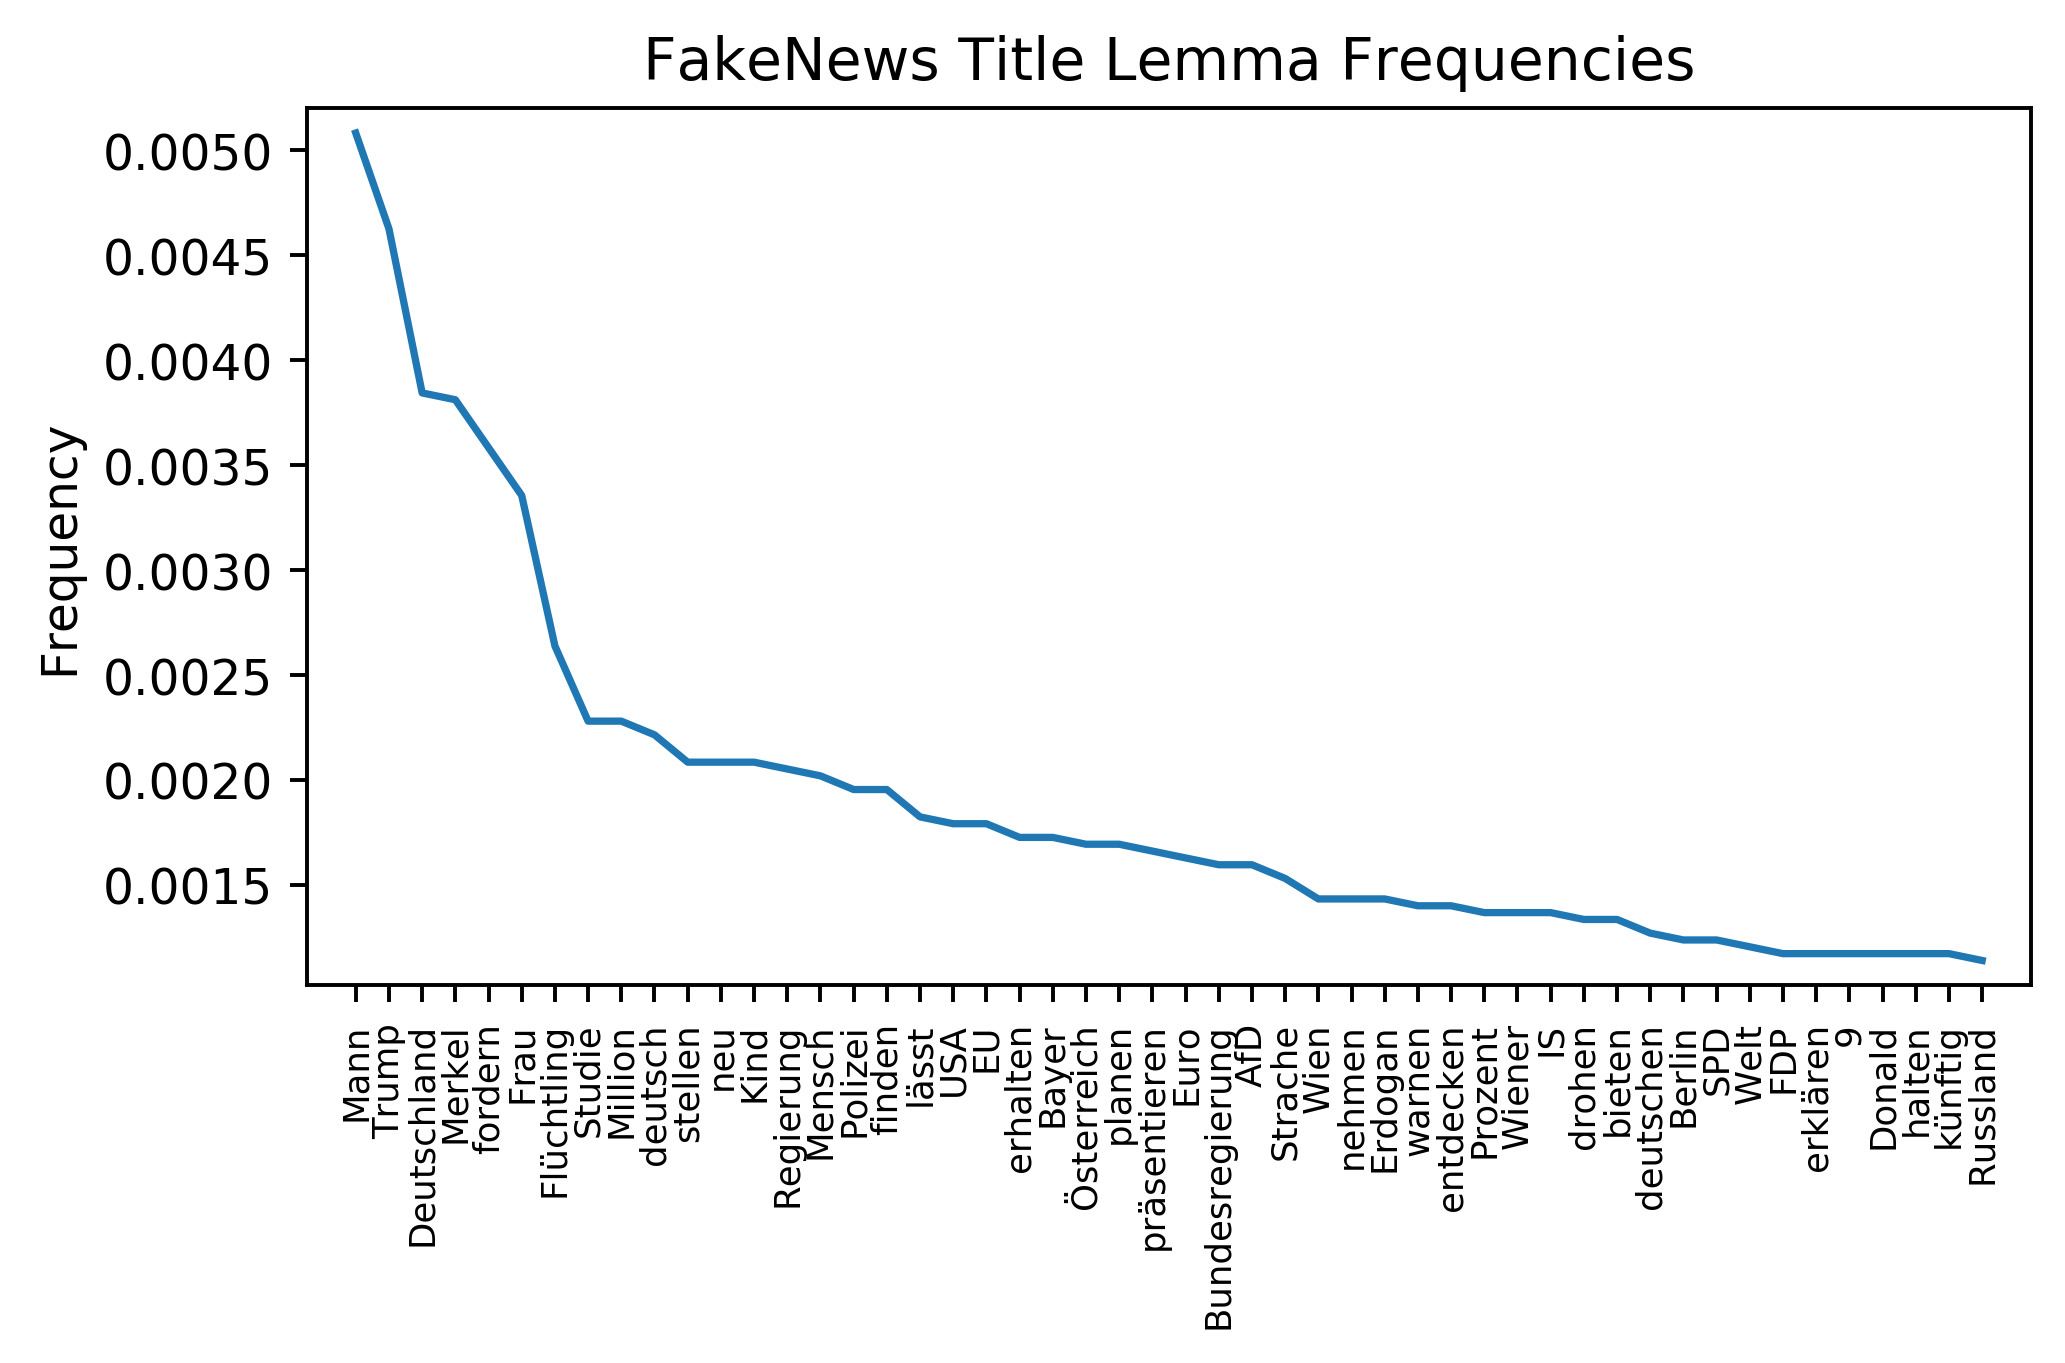 FakeNews Title Lemma Frequencies
Frequency
0.0050
0.0045
0.0040
0.0035
0.0030
0.0025
0.0020
0.0015
Mann
Trump
Deutschland
Merkel
fordern
Frau
Flüchtling
Studie
Million
deutsch
stellen
neu
Kind
Regierung
Mensch
Polizei
finden
lässt
USA
EU
erhalten
Bayer
Österreich
planen
präsentieren
Euro
Bundesregierung
AfD
Strache
Wien
nehmen
Erdogan
warnen
entdecken
Prozent
Wiener
IS
drohen
bieten
deutschen
Berlin
SPD
Welt
FDP
erklären
9
Donald
halten
künftig
Russland